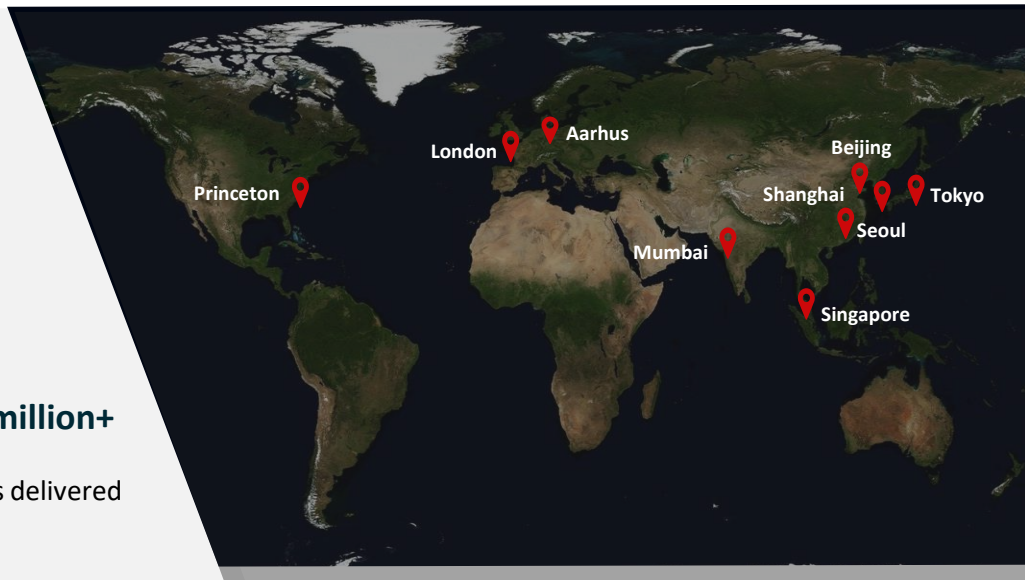 Aarhus
London
Beijing
Princeton
Shanghai
Tokyo
Seoul
Mumbai
Singapore
million+
delivered